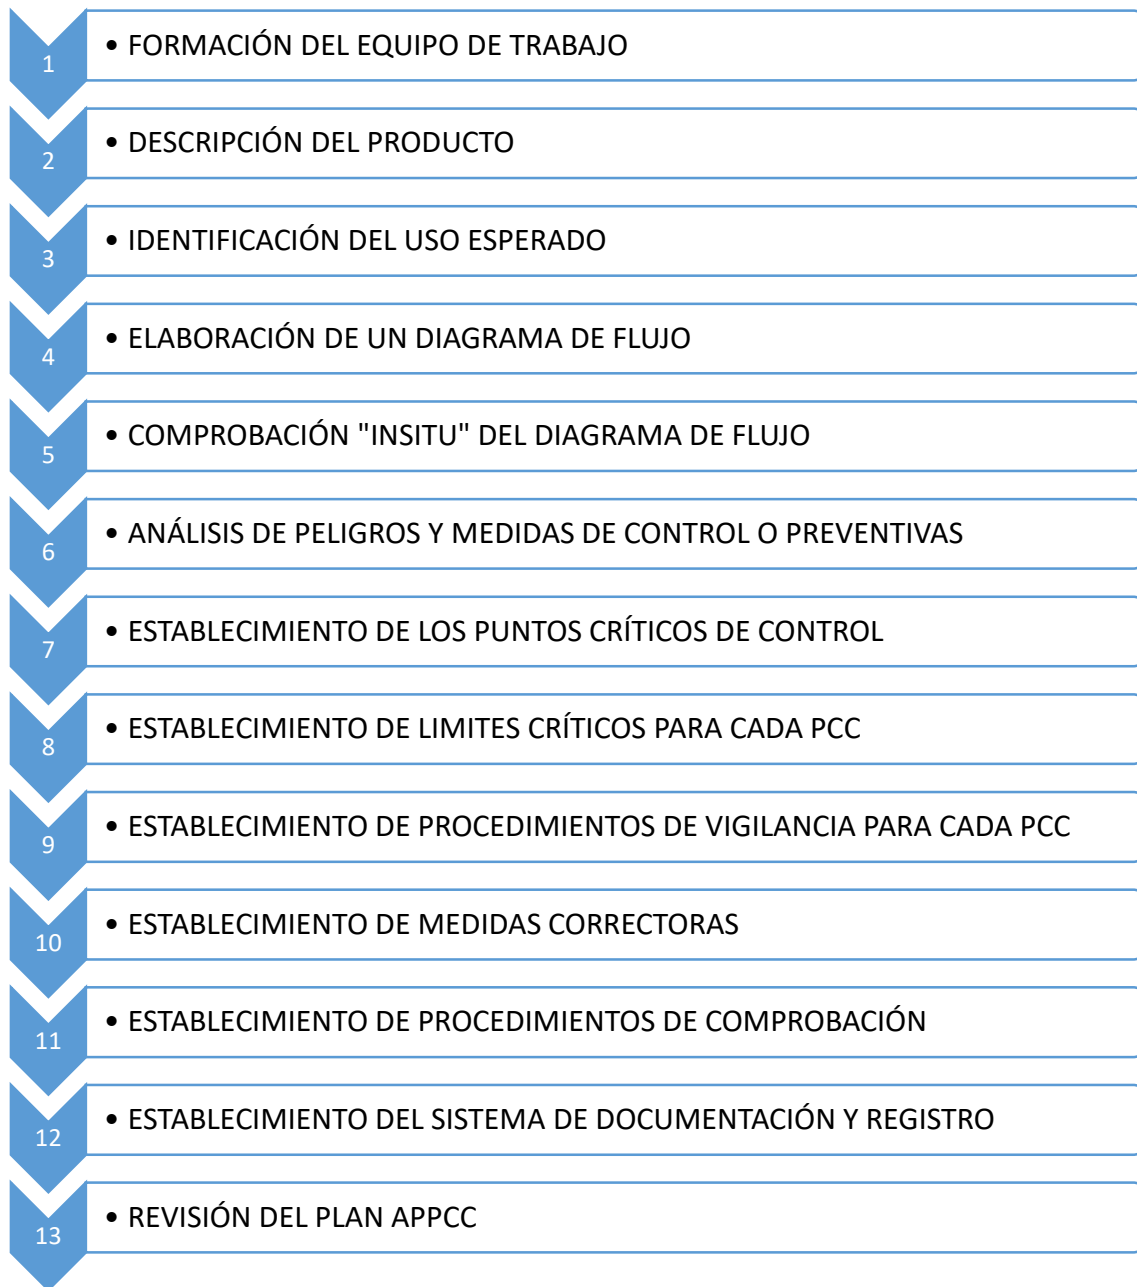 1
• FORMACIÓN DEL EQUIPO DE TRABAJO
2
• DESCRIPCIÓN DEL PRODUCTO
3
• IDENTIFICACIÓN DEL USO ESPERADO
4
• ELABORACIÓN DE UN DIAGRAMA DE FLUJO
5
• COMPROBACIÓN "INSITU" DEL DIAGRAMA DE FLUJO
6
• ANÁLISIS DE PELIGROS Y MEDIDAS DE CONTROL O PREVENTIVAS
7
• ESTABLECIMIENTO DE LOS PUNTOS CRÍTICOS DE CONTROL
8
• ESTABLECIMIENTO DE LIMITES CRÍTICOS PARA CADA PCC
9
• ESTABLECIMIENTO DE PROCEDIMIENTOS DE VIGILANCIA PARA CADA PCC
10
• ESTABLECIMIENTO DE MEDIDAS CORRECTORAS
11
• ESTABLECIMIENTO DE PROCEDIMIENTOS DE COMPROBACIÓN
12
• ESTABLECIMIENTO DEL SISTEMA DE DOCUMENTACIÓN Y REGISTRO
13
• REVISIÓN DEL PLAN APPCC